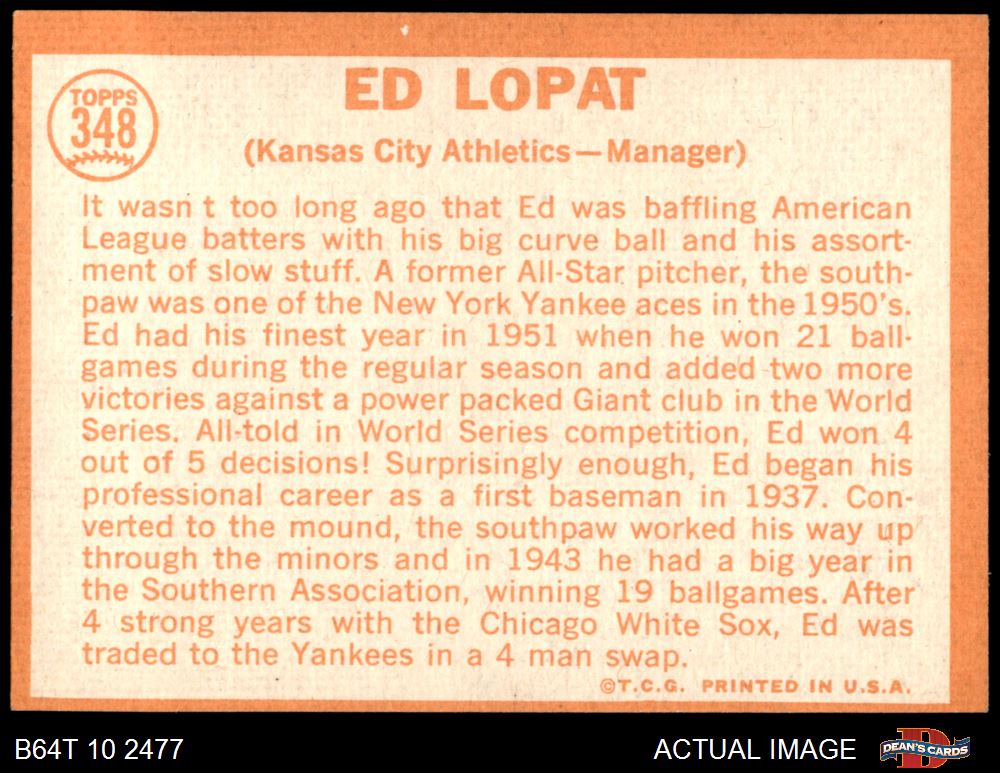 TOPPS
348
ED LOPAT
(Kansas City Athletics—Manager)
It wasn t too long ago that Ed was baffling American
League batters with his big curve ball and his assort-
ment of slow stuff. A former All-Star pitcher, the south-
paw was one of the New York Yankee aces in the 1950's.
Ed had his finest year in 1951 when he won 21 ball-
games during the regular season and added two more
victories against a power packed Giant club in the World
Series. All-told in World Series competition, Ed won 4
out of 5 decisions! Surprisingly enough, Ed began his
professional career as a first baseman in 1937. Con-
verted to the mound, the southpaw worked his way up
through the minors and in 1943 he had a big year in
the Southern Association, winning 19 ballgames. After
4 strong years with the Chicago White Sox, Ed was
traded to the Yankees in a 4 man swap.
©T.C.G. PRINTED IN U.S.A.
B64T 10 2477
ACTUAL IMAGE
DEAN'S CARDS